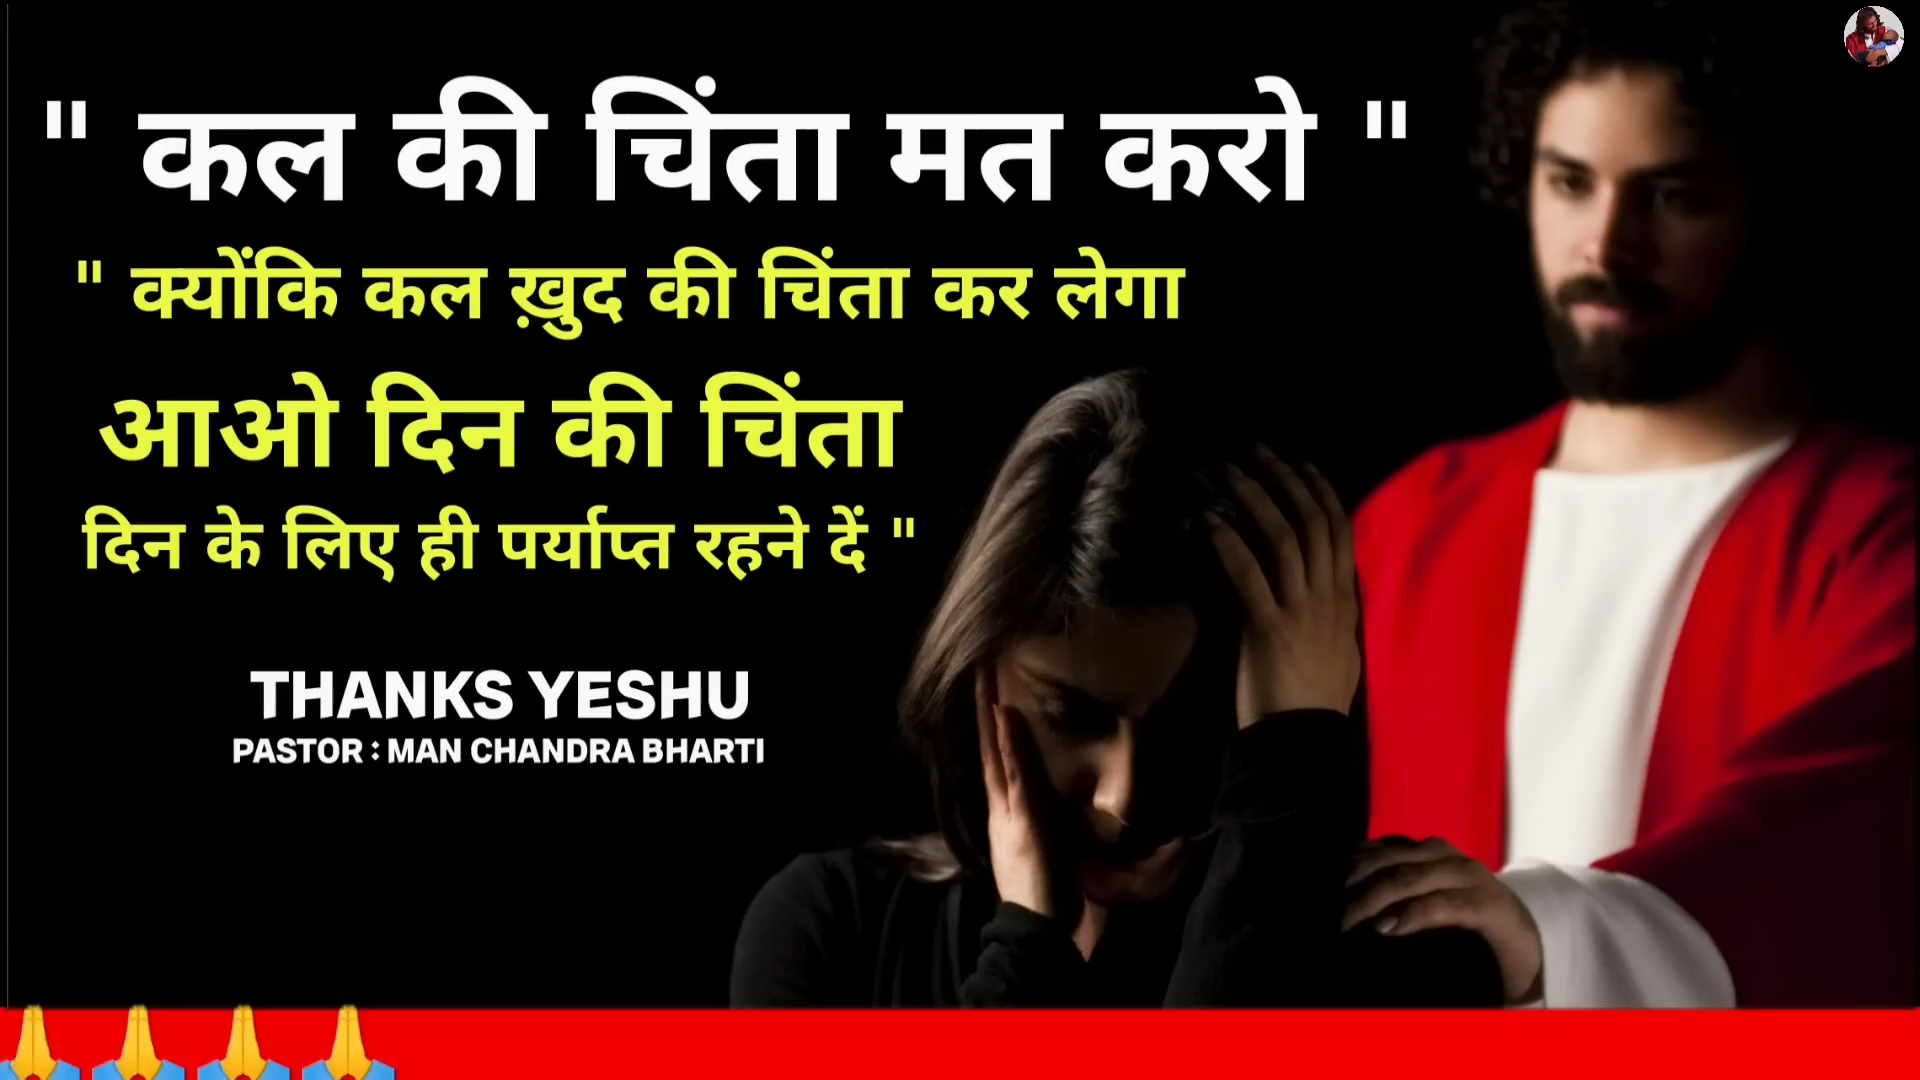 " कल की चिंता मत करो "
" क्योंकि कल ख़ुद की चिंता कर लेगा
आओ दिन की चिंता
दिन के लिए ही पर्याप्त रहने दें "
THANKS YESHU
PASTOR : MAN CHANDRA BHARTI